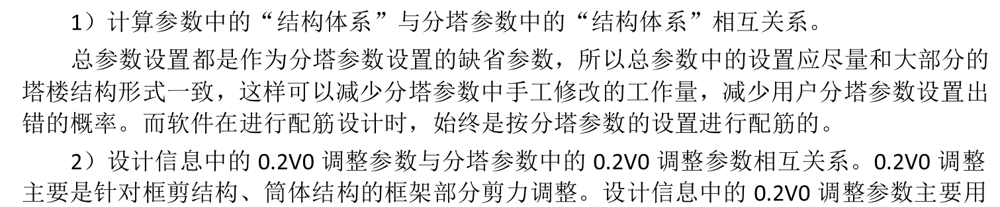 1）计算参数中的“结构体系”与分塔参数中的“结构体系”相互关系。
总参数设置都是作为分塔参数设置的缺省参数，所以总参数中的设置应尽量和大部分的
塔楼结构形式一致，这样可以减少分塔参数中手工修改的工作量，减少用户分塔参数设置出
错的概率。而软件在进行配筋设计时，始终是按分塔参数的设置进行配筋的。
2）设计信息中的 0.2V0 调整参数与分塔参数中的 0.2V0 调整参数相互关系。0.2V0 调整
主要是针对框剪结构、筒体结构的框架部分剪力调整。设计信息中的 0.2V0 调整参数主要用